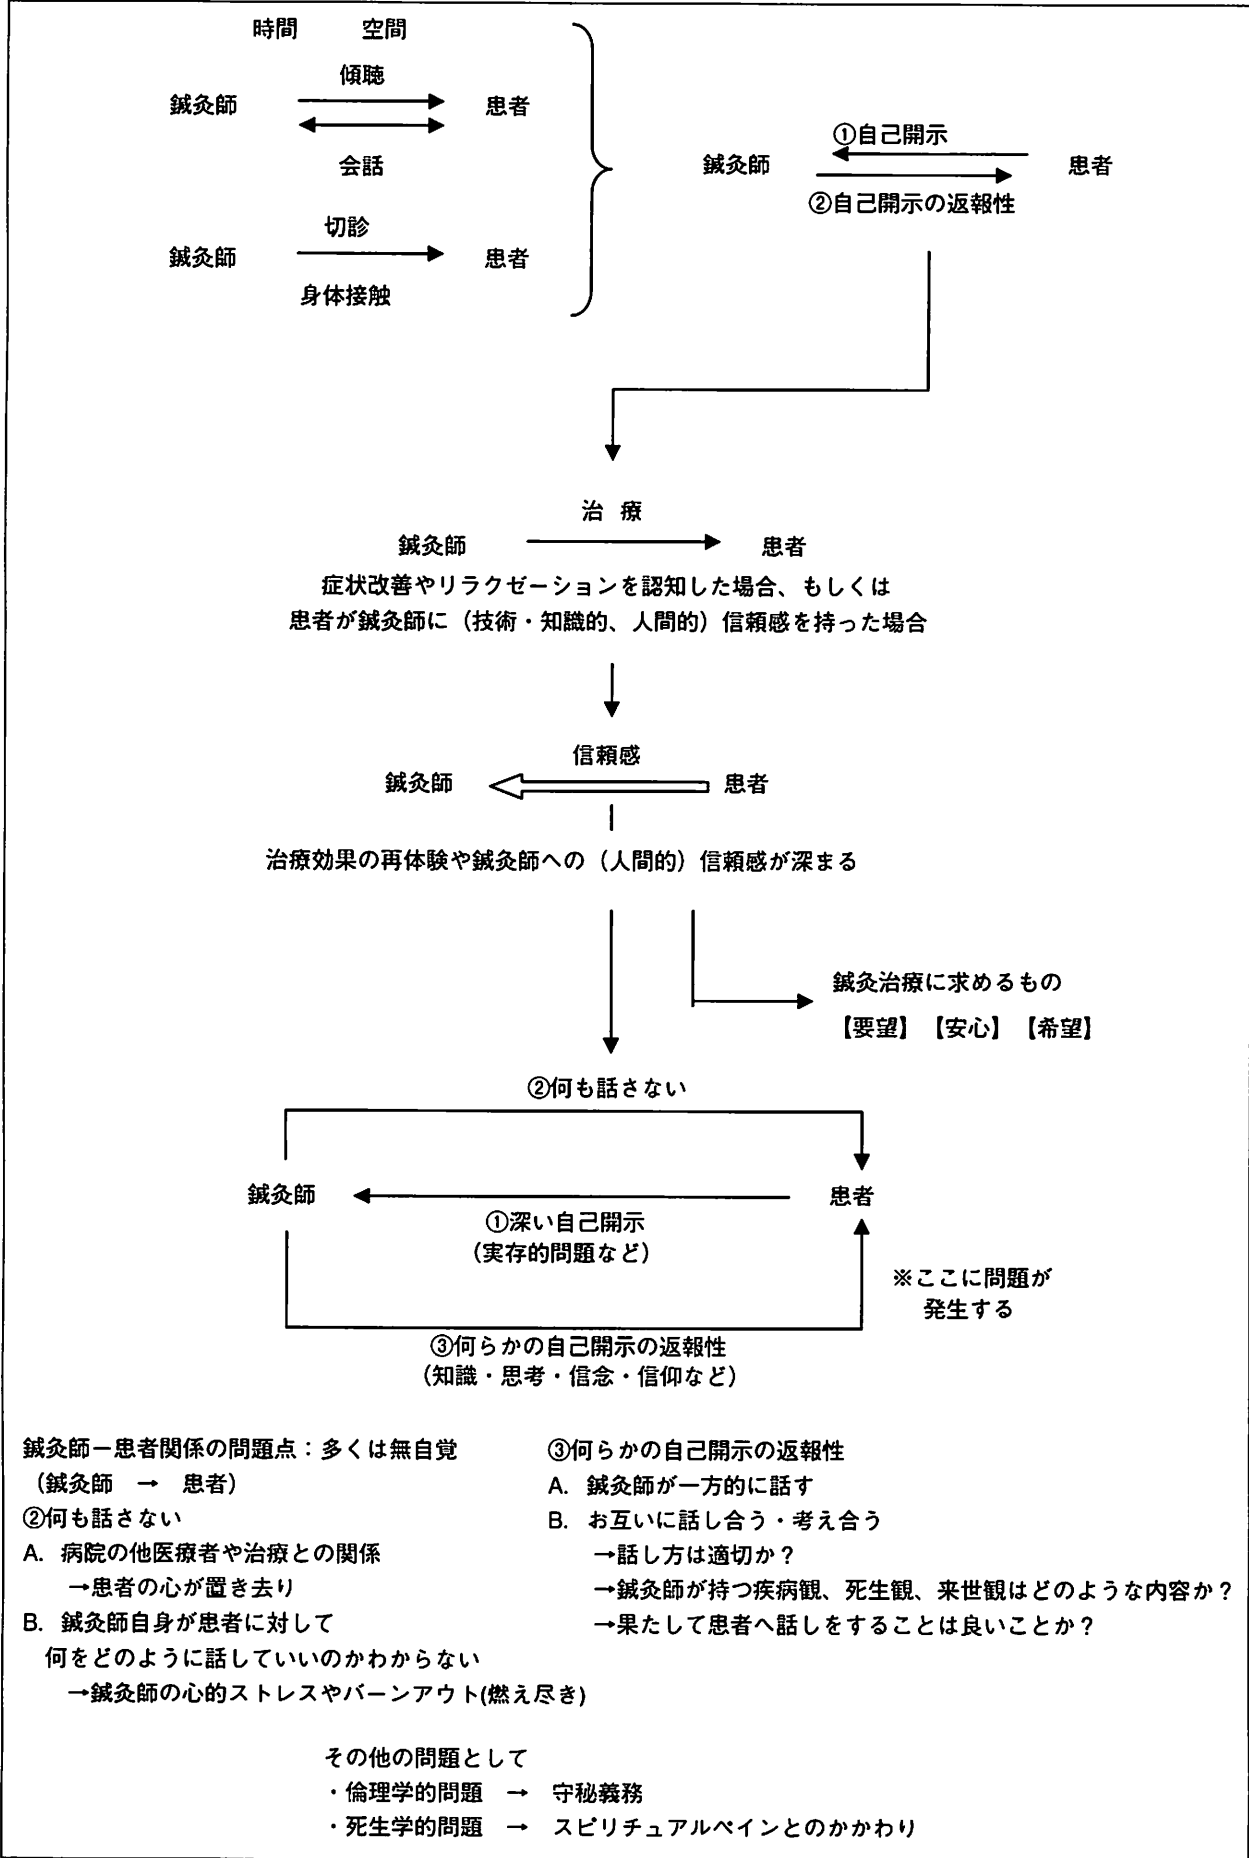 時間 空間
傾聴
鍼灸師 患者
会話
切診
鍼灸師 患者
身体接触
①自己開示
鍼灸師 患者
②自己開示の返報性
治 療
鍼灸師 患者
症状改善やリラクゼーションを認知した場合、もしくは
患者が鍼灸師に（技術・知識的、人間的）信頼感を持った場合
信頼感
鍼灸師 患者
治療効果の再体験や鍼灸師への（人間的）信頼感が深まる
鍼灸治療に求めるもの
【要望】【安心】【希望】
②何も話さない
鍼灸師 患者
①深い自己開示
（実存的問題など）
※ここに問題が
発生する
③何らかの自己開示の返報性
（知識・思考・信念・信仰など）
鍼灸師－患者関係の問題点：多くは無自覚
（鍼灸師 → 患者）
②何も話さない
A. 病院の他医療者や治療との関係
→患者の心が置き去り
B. 鍼灸師自身が患者に対して
何をどのように話していいのかわからない
→鍼灸師の心的ストレスやバーンアウト(燃え尽き)
③何らかの自己開示の返報性
A. 鍼灸師が一方的に話す
B. お互いに話し合う・考え合う
→話し方は適切か？
→鍼灸師が持つ疾病観、死生観、来世観はどのような内容か？
→果たして患者へ話しをすることは良いことか？
その他の問題として
・倫理学的問題 → 守秘義務
・死生学的問題 → スピリチュアルペインとのかかわり